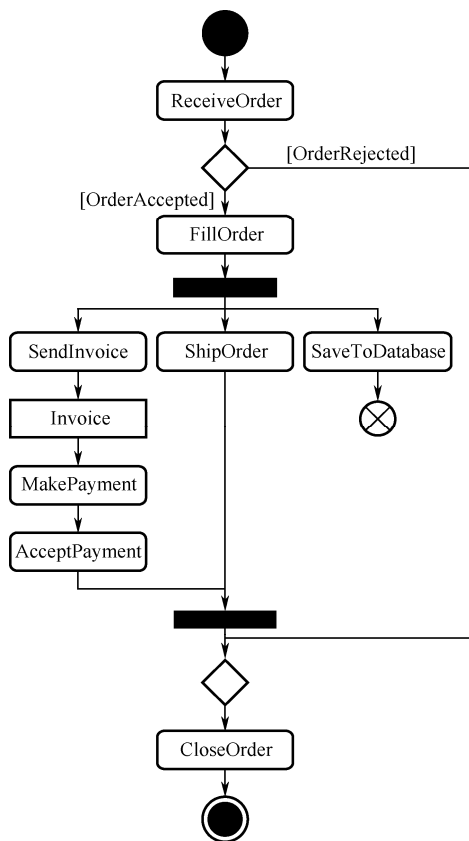 ReceiveOrder
[OrderRejected]
[OrderAccepted]
FillOrder
SendInvoice
ShipOrder
SaveToDatabase
Invoice
MakePayment
AcceptPayment
CloseOrder